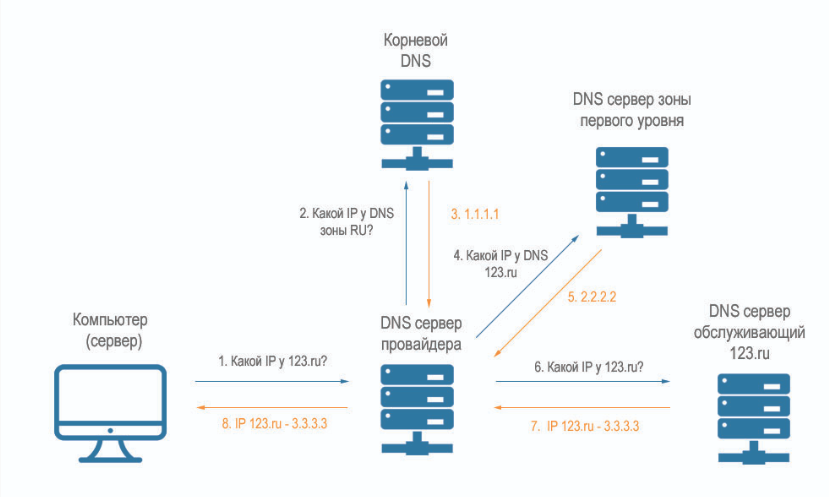 Корневой
DNS
DNS сервер зоны
первого уровня
2. Какой IP у DNS
зоны RU?
3. 1.1.1.1
4. Какой IP у DNS
123.ru
5. 2.2.2.2
Компьютер
(сервер)
DNS сервер
провайдера
DNS сервер
обслуживающий
123.ru
1. Какой IP у 123.ru?
6. Какой IP у 123.ru?
8. IP 123.ru - 3.3.3.3
7. IP 123.ru - 3.3.3.3